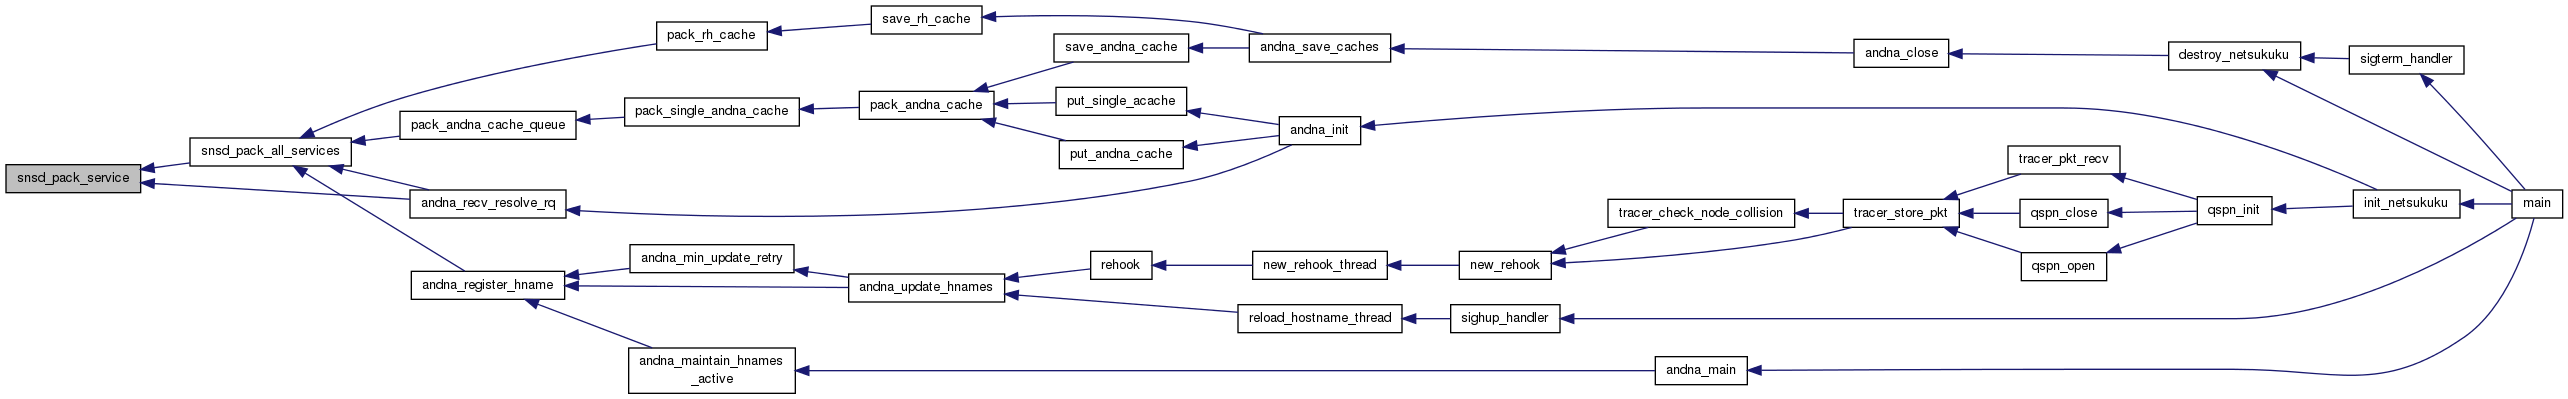 snsd_pack_service
snsd_pack_all_services
pack_rh_cache
save_rh_cache
andna_save_caches
andna_close
destroy_netsukuku
sigterm_handler
main
pack_andna_cache_queue
pack_single_andna_cache
pack_andna_cache
save_andna_cache
put_single_acache
andna_init
init_netsukuku
put_andna_cache
andna_recv_resolve_rq
andna_register_hname
andna_min_update_retry
andna_update_hnames
rehook
new_rehook_thread
new_rehook
tracer_check_node_collision
tracer_store_pkt
tracer_pkt_recv
qspn_init
qspn_close
qspn_open
reload_hostname_thread
sighup_handler
andna_maintain_hnames
_active
andna_main